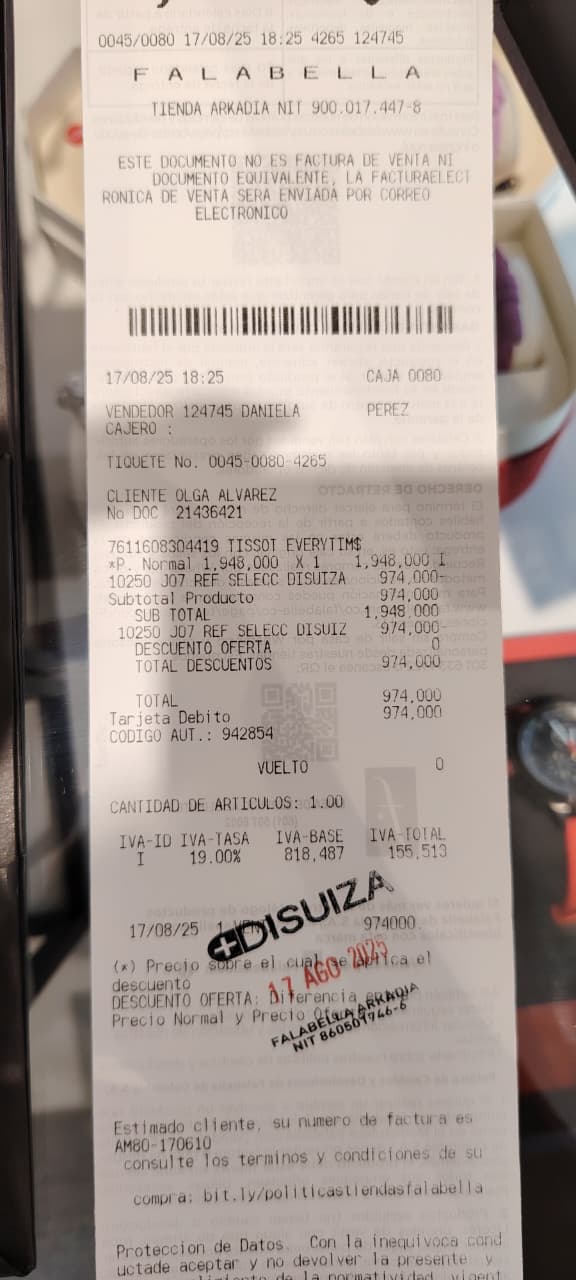 0045/0080 17/08/25 18:25 4265 124745
FALABELLA
TIENDA ARKADIA NIT 900.017.447-8
ESTE DOCUMENTO NO ES FACTURA DE VENTA NI
DOCUMENTO EQUIVALENTE, LA FACTURAELECT
RONICA DE VENTA SERA ENVIADA POR CORREO
ELECTRONICO
17/08/25 18:25 CAJA 0080
VENDEDOR 124745 DANIELA PEREZ
CAJERO :
TIQUETE No. 0045-0080-4265
CLIENTE OLGA ALVAREZ
No DOC 21436421
7611608304419 TISSOT EVERYTIM$
*P. Normal 1,948,000 X 1 1,948,000 I
10250 J07 REF SELECC DISUIZA 974,000-
Subtotal Producto 974,000
SUB TOTAL 1,948,000
10250 J07 REF SELECC DISUIZ 974,000-
DESCUENTO OFERTA 0
TOTAL DESCUENTOS 974,000
TOTAL 974,000
Tarjeta Debito 974,000
CODIGO AUT.: 942854
VUELTO 0
CANTIDAD DE ARTICULOS: 1.00
IVA-ID IVA-TASA IVA-BASE IVA-TOTAL
I 19.00% 818,487 155,513
DISUIZA
17/08/25 1 974000
(*) Precio sobre el cual se aplica el
descuento
17 AGO 2025
DESCUENTO OFERTA: Diferencia
Precio Normal y Precio
FALABELLA ARKADIA
NIT 860501746-6
Estimado cliente, su numero de factura es
AM80-170610
consulte los terminos y condiciones de su
compra: bit.ly/politicastiendasfalabella
Proteccion de Datos. Con la inequivoca cond
uctade aceptar y no devolver la presente y